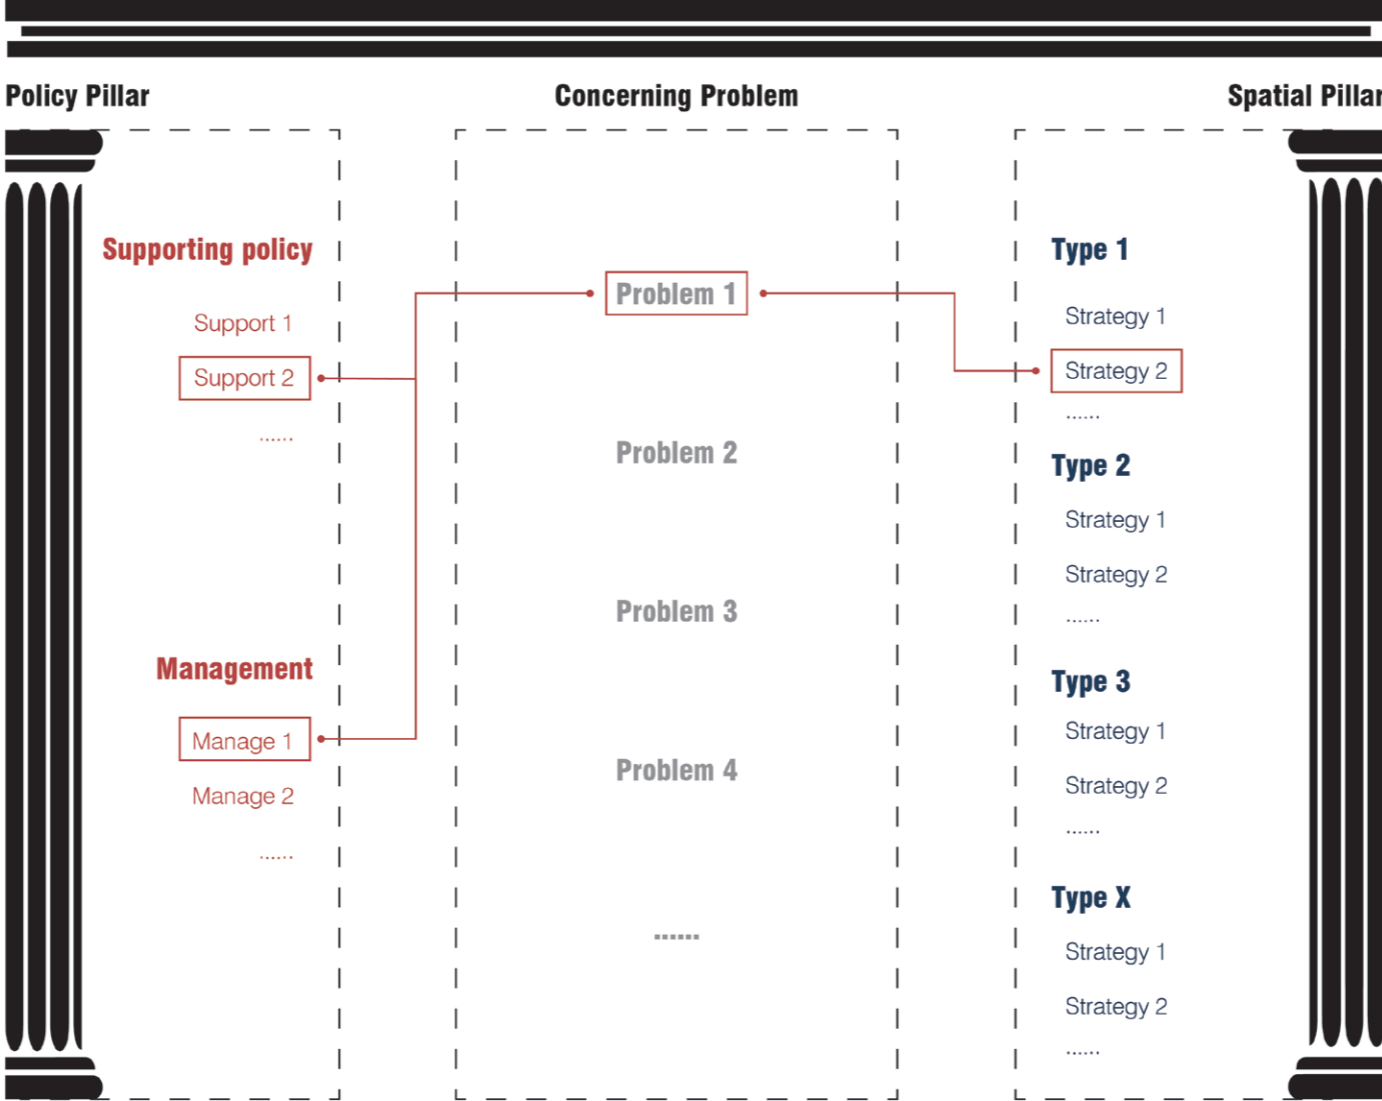 Policy Pillar
Concerning Problem
Spatial Pillar
Supporting policy
Support 1
Support 2
......
Management
Manage 1
Manage 2
......
Problem 1
Problem 2
Problem 3
Problem 4
......
Type 1
Strategy 1
Strategy 2
......
Type 2
Strategy 1
Strategy 2
......
Type 3
Strategy 1
Strategy 2
......
Type X
Strategy 1
Strategy 2
......